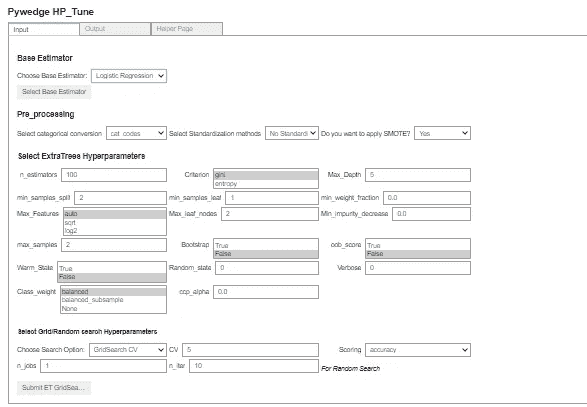 Pywedge HP_Tune
Input Output Helper Page
Base Estimator
Choose Base Estimator: Logistic Regression
Select Base Estimator
Pre_processing
Select categorical conversion cat_codes Select Standardization methods No Standardi Do you want to apply SMOTE? Yes
Select ExtraTrees Hyperparameters
n_estimators 100 Criterion gini Max_Depth 5
entropy
min_samples_split 2 min_samples_leaf 1 min_weight_fraction 0.0
Max_Features auto Max_leaf_nodes 2 Min_impurity_decrease 0.0
sqrt
log2
max_samples 2 Bootstrap True oob_score True
False False
Warm_State True Random_state 0 Verbose 0
False
Class_weight balanced ccp_alpha 0.0
balanced_subsample
None
Select Grid/Random search Hyperparameters
Choose Search Option: GridSearch CV CV 5 Scoring accuracy
n_jobs 1 n_iter 10 For Random Search
Submit ET GridSea...